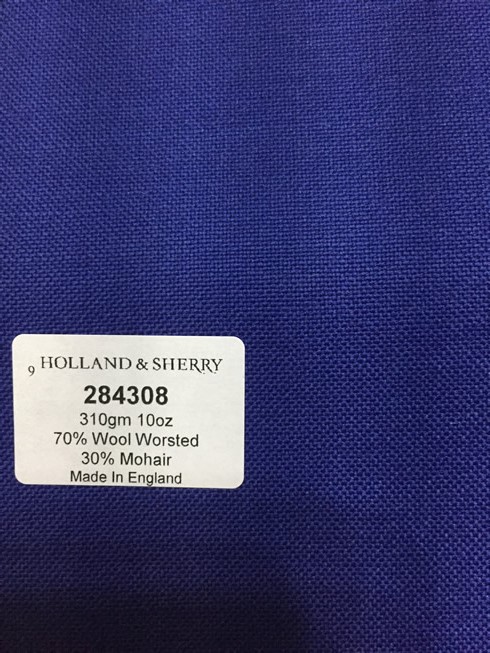 9 HOLLAND & SHERRY
284308
310gm 10oz
70% Wool Worsted
30% Mohair
Made In England